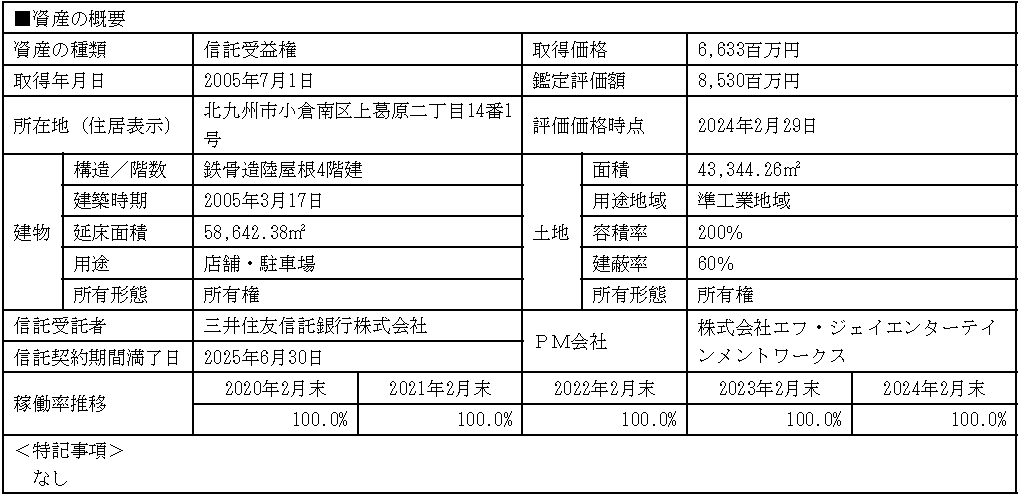 ■資産の概要
資産の種類 信託受益権 取得価格 6,633百万円
取得年月日 2005年7月1日 鑑定評価額 8,530百万円
所在地（住居表示） 北九州市小倉南区上葛原二丁目14番1
号 評価価格時点 2024年2月29日
建物 構造／階数 鉄骨造陸屋根4階建 土地 面積 43,344.26㎡
建築時期 2005年3月17日 用途地域 準工業地域
延床面積 58,642.38㎡ 容積率 200%
用途 店舗・駐車場 建蔽率 60%
所有形態 所有権 所有形態 所有権
信託受託者 三井住友信託銀行株式会社 ＰＭ会社 株式会社エフ・ジェイエンターテイ
ンメントワークス
信託契約期間満了日 2025年6月30日
稼働率推移 2020年2月末 2021年2月末 2022年2月末 2023年2月末 2024年2月末
100.0% 100.0% 100.0% 100.0% 100.0%
＜特記事項＞
なし